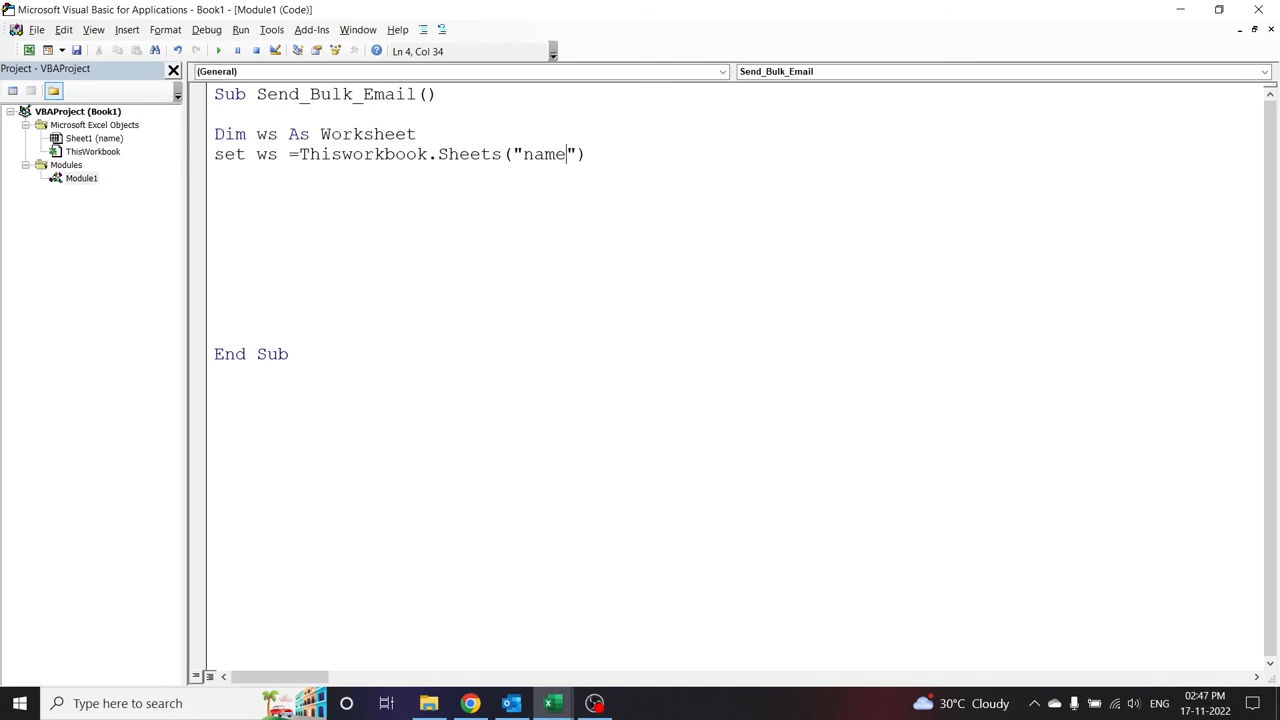 Microsoft Visual Basic for Applications - Book1 - [Module1 (Code)]
File Edit View Insert Format Debug Run Tools Add-Ins Window Help
Ln 4, Col 34
Project - VBAProject
(General) Send_Bulk_Email
VBAProject (Book1)
Microsoft Excel Objects
Sheet1 (name)
ThisWorkbook
Modules
Module1
Sub Send_Bulk_Email()
Dim ws As Worksheet
set ws =Thisworkbook.Sheets("name")
End Sub
Type here to search
30°C Cloudy
ENG
02:47 PM
17-11-2022